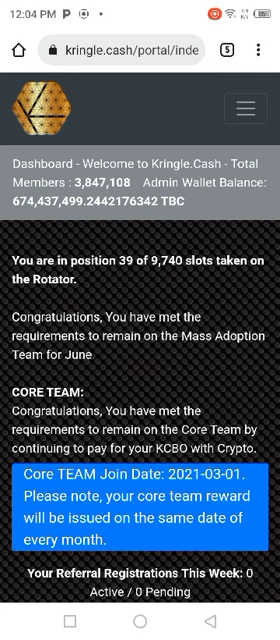 12:04 PM P
kringle.cash/portal/inde
5
Dashboard - Welcome to Kringle.Cash - Total
Members : 3,847,108 Admin Wallet Balance:
674,437,499.2442176342 TBC
You are in position 39 of 9,740 slots taken on
the Rotator.
Congratulations, You have met the
requirements to remain on the Mass Adoption
Team for June
CORE TEAM:
Congratulations, You have met the
requirements to remain on the Core Team by
continuing to pay for your KCBO with Crypto.
Core TEAM Join Date: 2021-03-01.
Please note, your core team reward
will be issued on the same date of
every month.
Your Referral Registrations This Week: 0
Active / 0 Pending